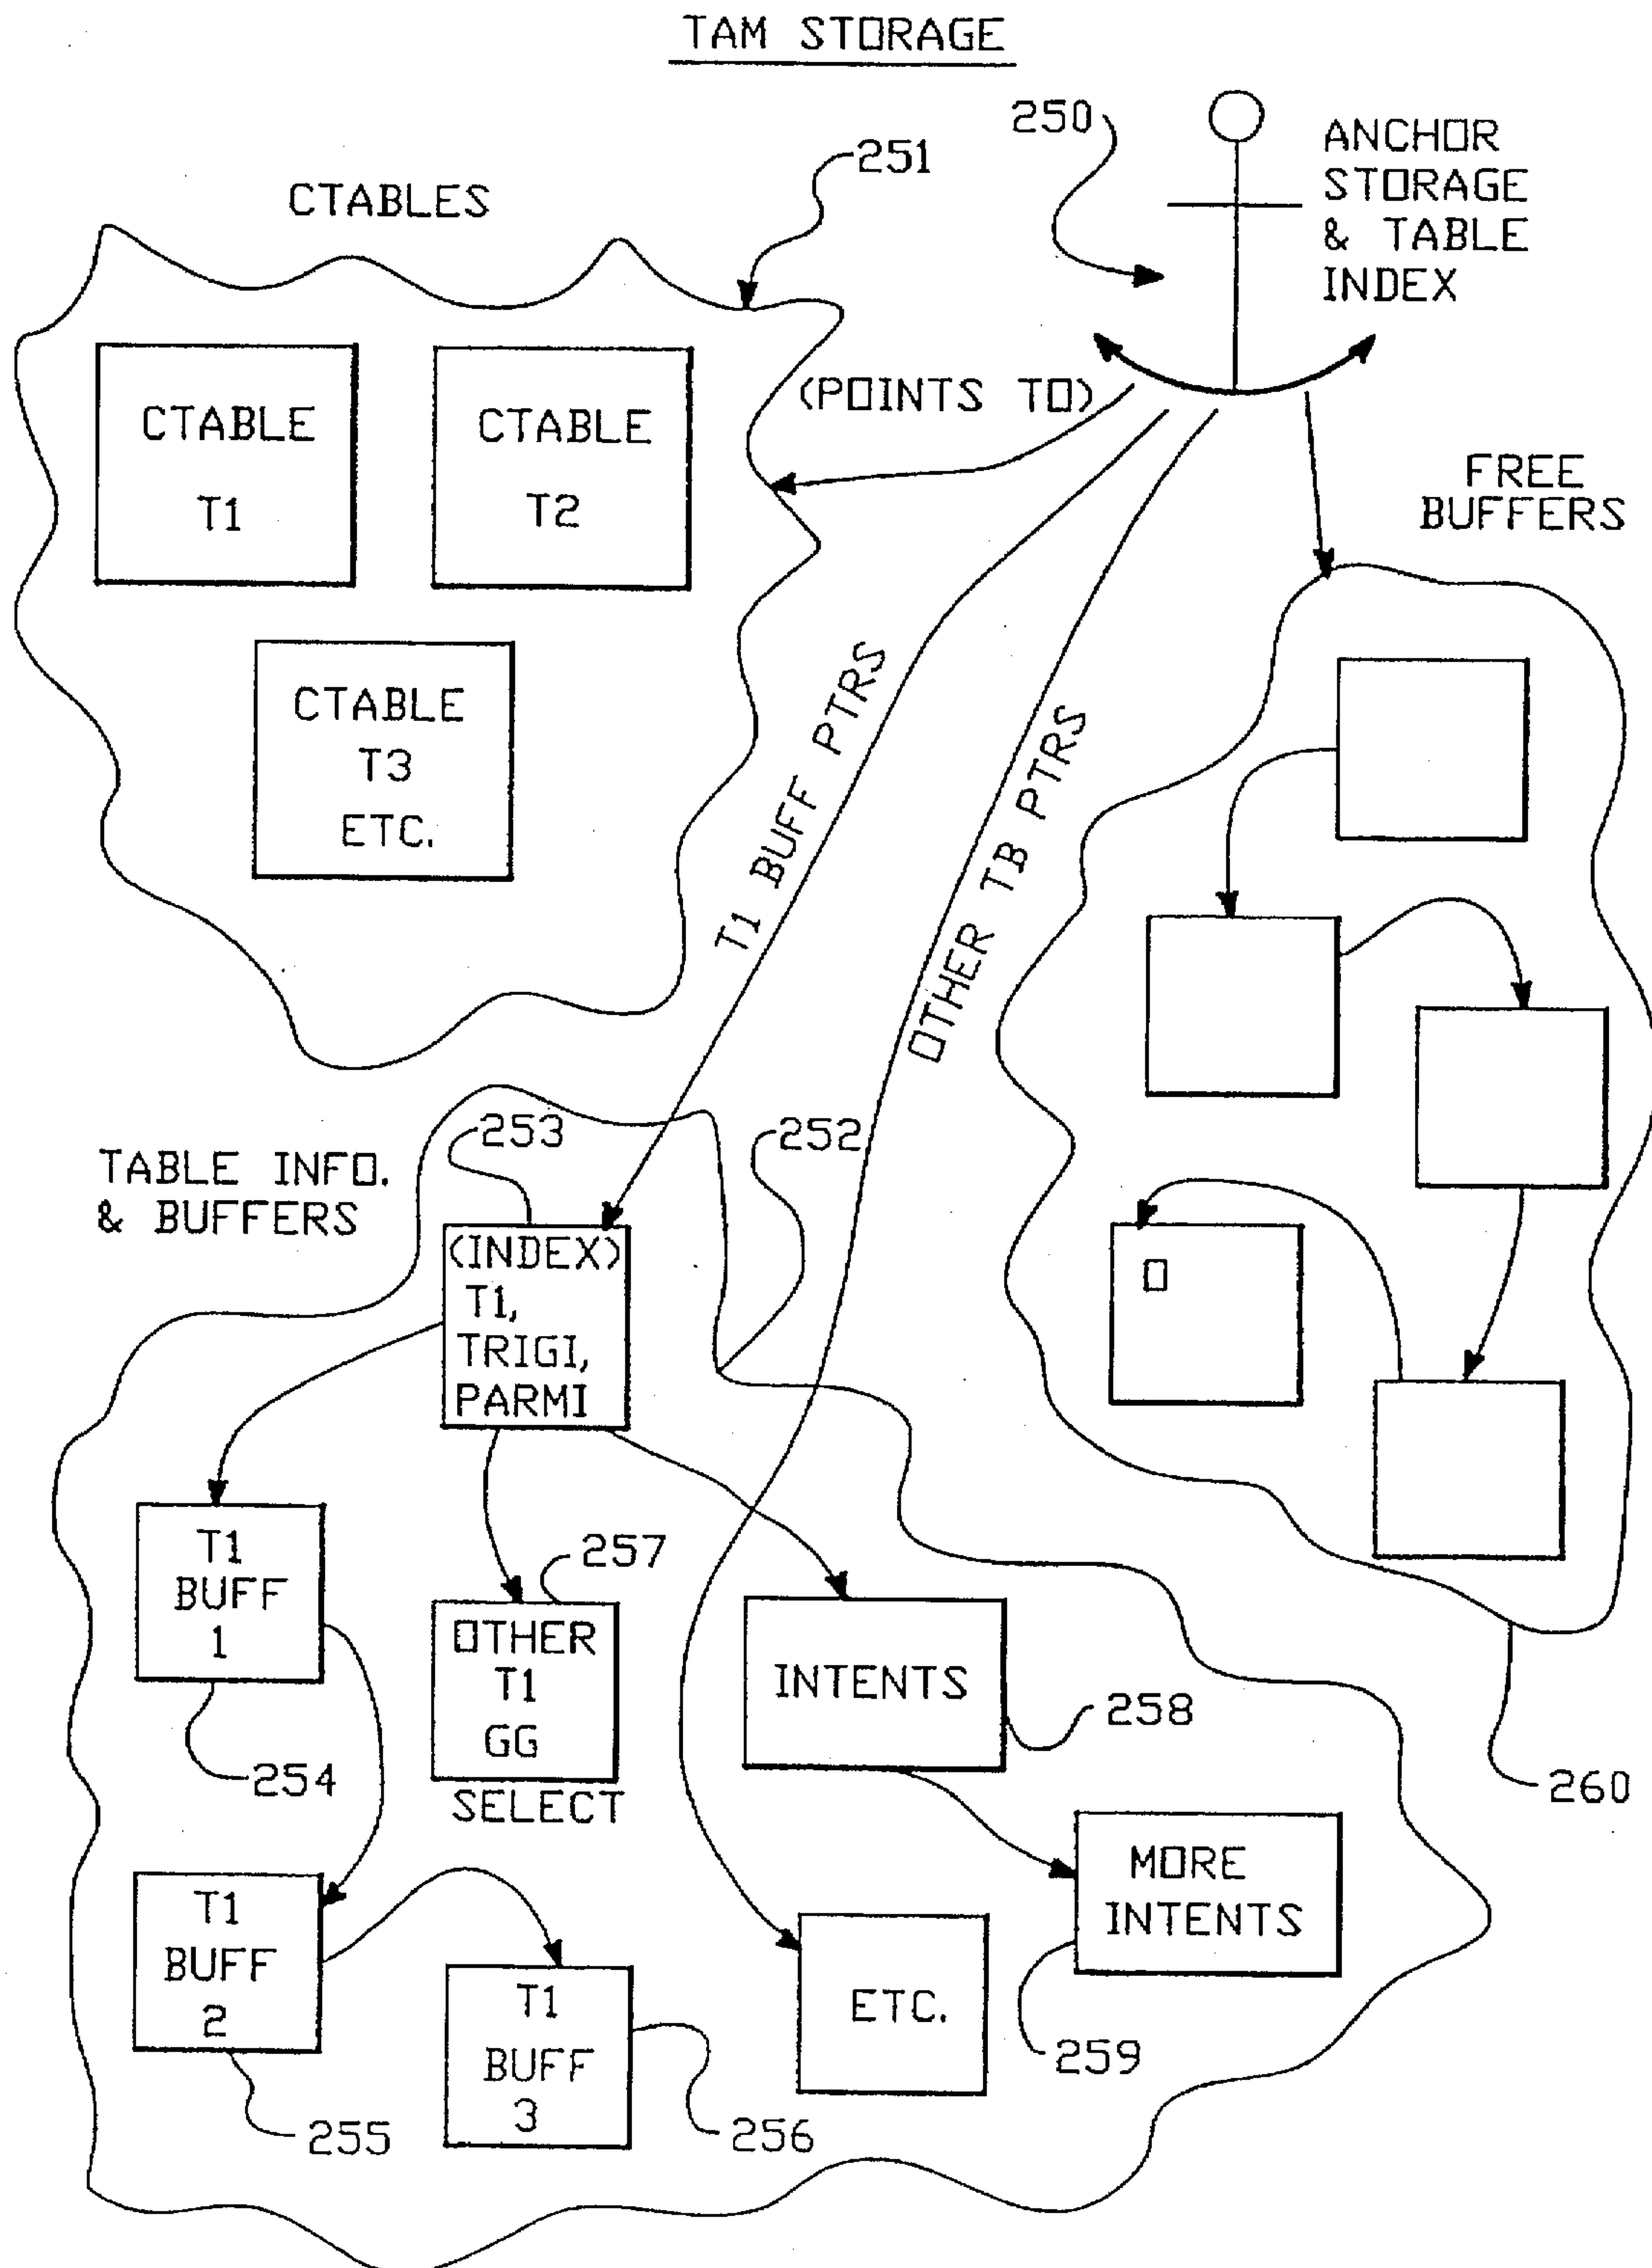 TAM STORAGE
250
ANCHOR
STORAGE
& TABLE
INDEX
251
CTABLES
CTABLE
T1
CTABLE
T2
CTABLE
T3
ETC.
(POINTS TO)
FREE
BUFFERS
T1 BUFF PTRS
OTHER TB PTRS
TABLE INFO.
& BUFFERS
253
252
(INDEX)
T1,
TRIGI,
PARMI
0
T1
BUFF
1
254
257
OTHER
T1
GG
SELECT
INTENTS
258
260
MORE
INTENTS
259
T1
BUFF
2
255
T1
BUFF
3
256
ETC.